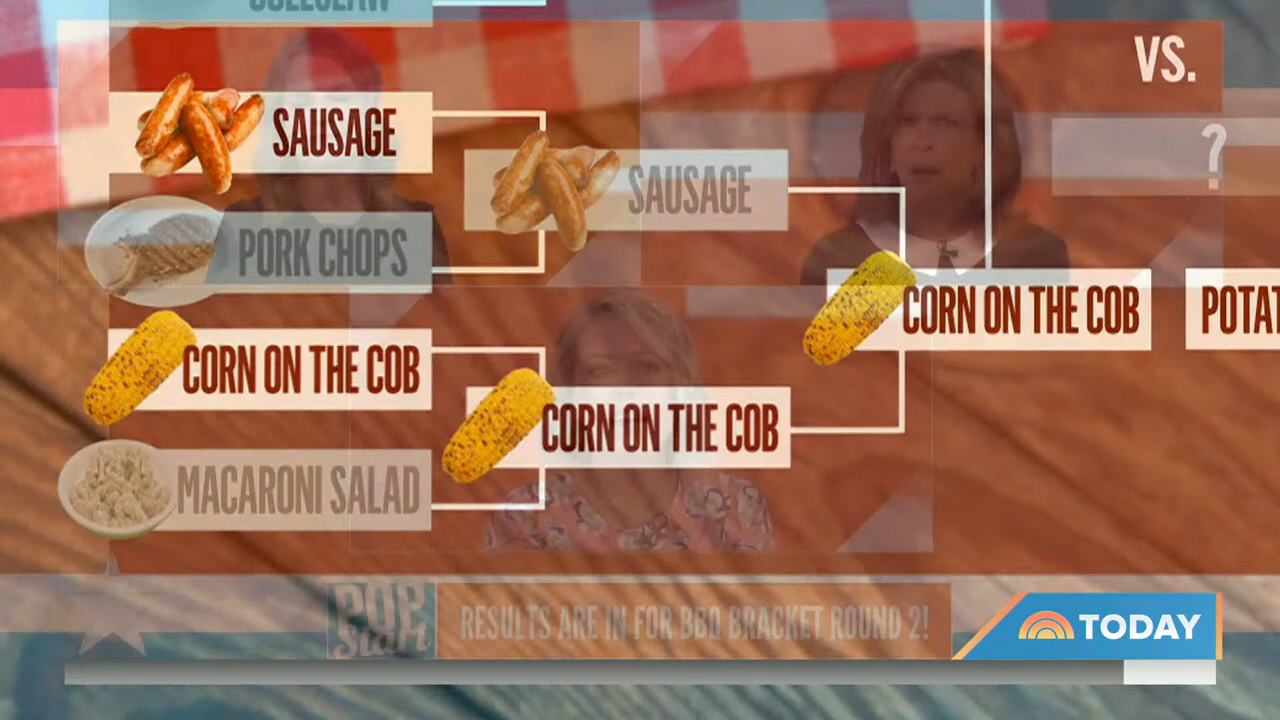 COLESLAW
VS.
SAUSAGE
?
SAUSAGE
PORK CHOPS
CORN ON THE COB
POTAT
CORN ON THE COB
CORN ON THE COB
MACARONI SALAD
POP
Start
RESULTS ARE IN FOR BBQ BRACKET ROUND 2!
TODAY